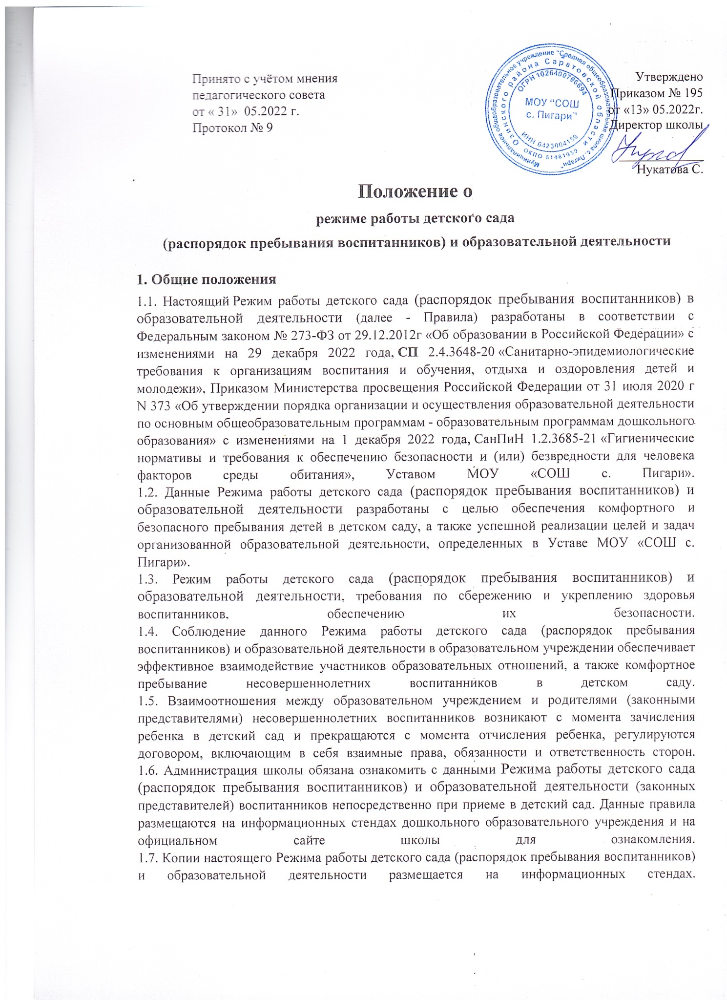 Принято с учётом мнения
педагогического совета
от « 31»  05.2022 г.
Протокол № 9
Муниципальное общеобразовательное учреждение "Средняя общеобразовательная школа с. Пигари"
Озинского района Саратовской области
ОГРН 1026400706694
МОУ "СОШ
с. Пигари"
ИНН 6423004159
ОКПО 51481959
Утверждено
Приказом № 195
от «13» 05.2022г.
Директор школы
Нукатова С.
Положение о
режиме работы детского сада
(распорядок пребывания воспитанников) и образовательной деятельности
1. Общие положения
1.1. Настоящий Режим работы детского сада (распорядок пребывания воспитанников) в
образовательной деятельности (далее - Правила) разработаны в соответствии с
Федеральным законом № 273-ФЗ от 29.12.2012г «Об образовании в Российской Федерации» с
изменениями на 29 декабря 2022 года, СП 2.4.3648-20 «Санитарно-эпидемиологические
требования к организациям воспитания и обучения, отдыха и оздоровления детей и
молодежи», Приказом Министерства просвещения Российской Федерации от 31 июля 2020 г
N 373 «Об утверждении порядка организации и осуществления образовательной деятельности
по основным общеобразовательным программам - образовательным программам дошкольного
образования» с изменениями на 1 декабря 2022 года, СанПиН 1.2.3685-21 «Гигиенические
нормативы и требования к обеспечению безопасности и (или) безвредности для человека
факторов среды обитания», Уставом МОУ «СОШ с. Пигари».
1.2. Данные Режима работы детского сада (распорядок пребывания воспитанников) и
образовательной деятельности разработаны с целью обеспечения комфортного и
безопасного пребывания детей в детском саду, а также успешной реализации целей и задач
организованной образовательной деятельности, определенных в Уставе МОУ «СОШ с.
Пигари».
1.3. Режим работы детского сада (распорядок пребывания воспитанников) и
образовательной деятельности, требования по сбережению и укреплению здоровья
воспитанников, обеспечению их безопасности.
1.4. Соблюдение данного Режима работы детского сада (распорядок пребывания
воспитанников) и образовательной деятельности в образовательном учреждении обеспечивает
эффективное взаимодействие участников образовательных отношений, а также комфортное
пребывание несовершеннолетних воспитанников в детском саду.
1.5. Взаимоотношения между образовательном учреждением и родителями (законными
представителями) несовершеннолетних воспитанников возникают с момента зачисления
ребенка в детский сад и прекращаются с момента отчисления ребенка, регулируются
договором, включающим в себя взаимные права, обязанности и ответственность сторон.
1.6. Администрация школы обязана ознакомить с данными Режима работы детского сада
(распорядок пребывания воспитанников) и образовательной деятельности (законных
представителей) воспитанников непосредственно при приеме в детский сад. Данные правила
размещаются на информационных стендах дошкольного образовательного учреждения и на
официальном сайте школы для ознакомления.
1.7. Копии настоящего Режима работы детского сада (распорядок пребывания воспитанников)
и образовательной деятельности размещается на информационных стендах.